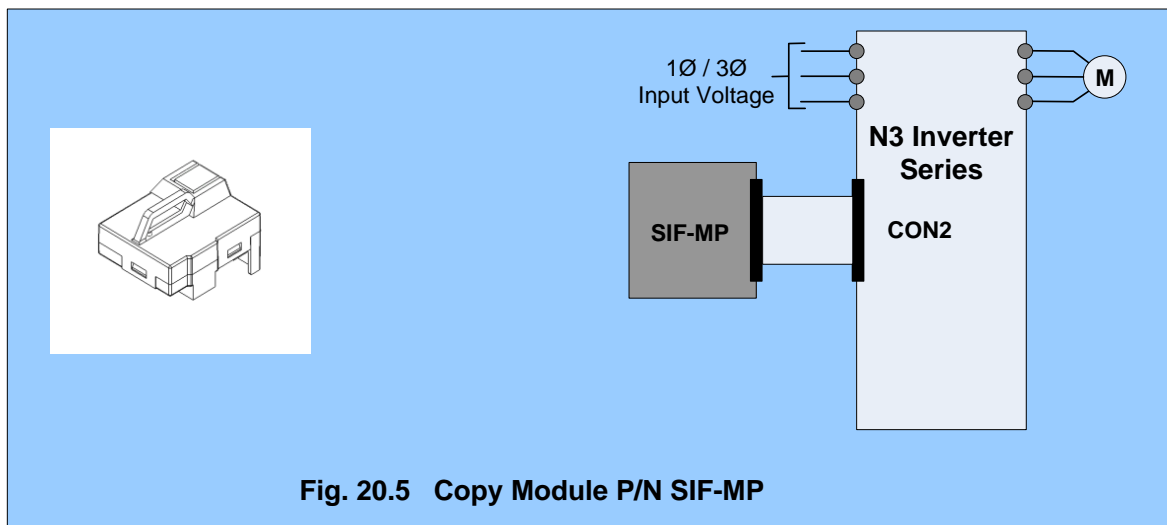 1Ø / 3Ø
Input Voltage
M
N3 Inverter
Series
SIF-MP
CON2
Fig. 20.5 Copy Module P/N SIF-MP